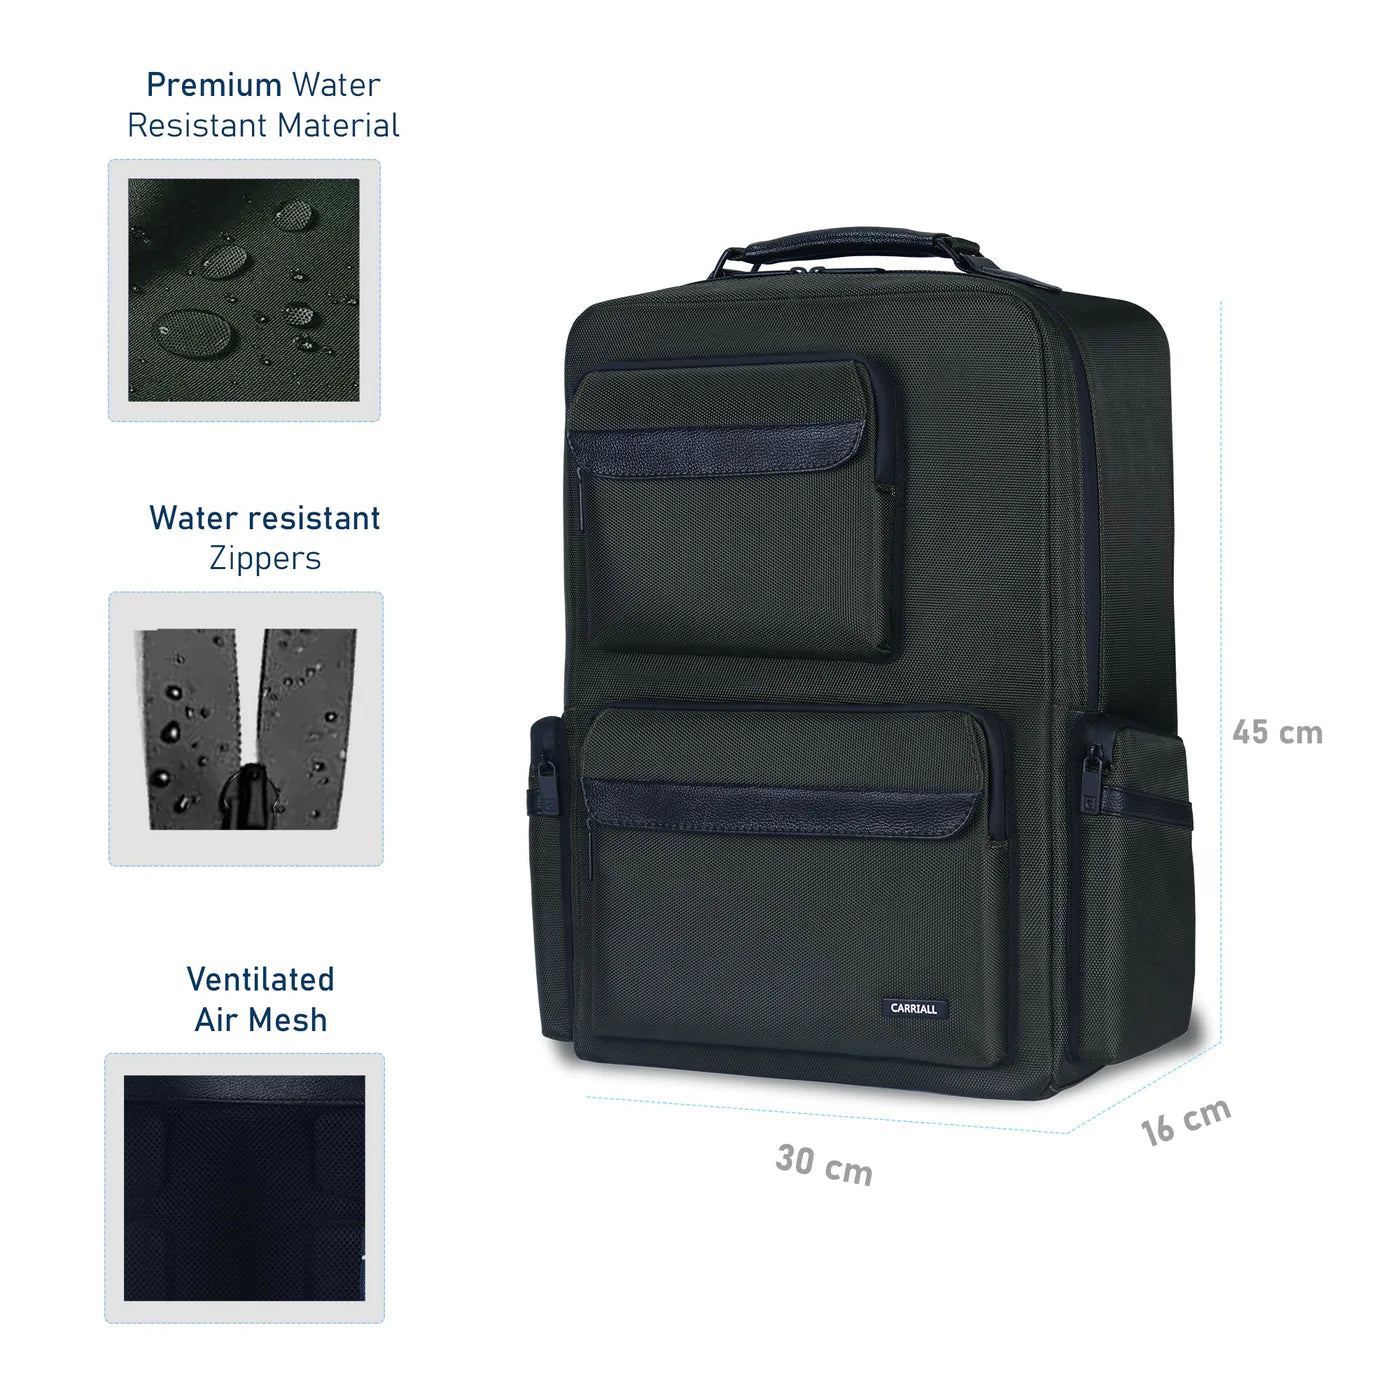 Premium Water
Resistant Material
Water resistant
Zippers
Ventilated
Air Mesh
CARRIALL
45 cm
16 cm
30 cm